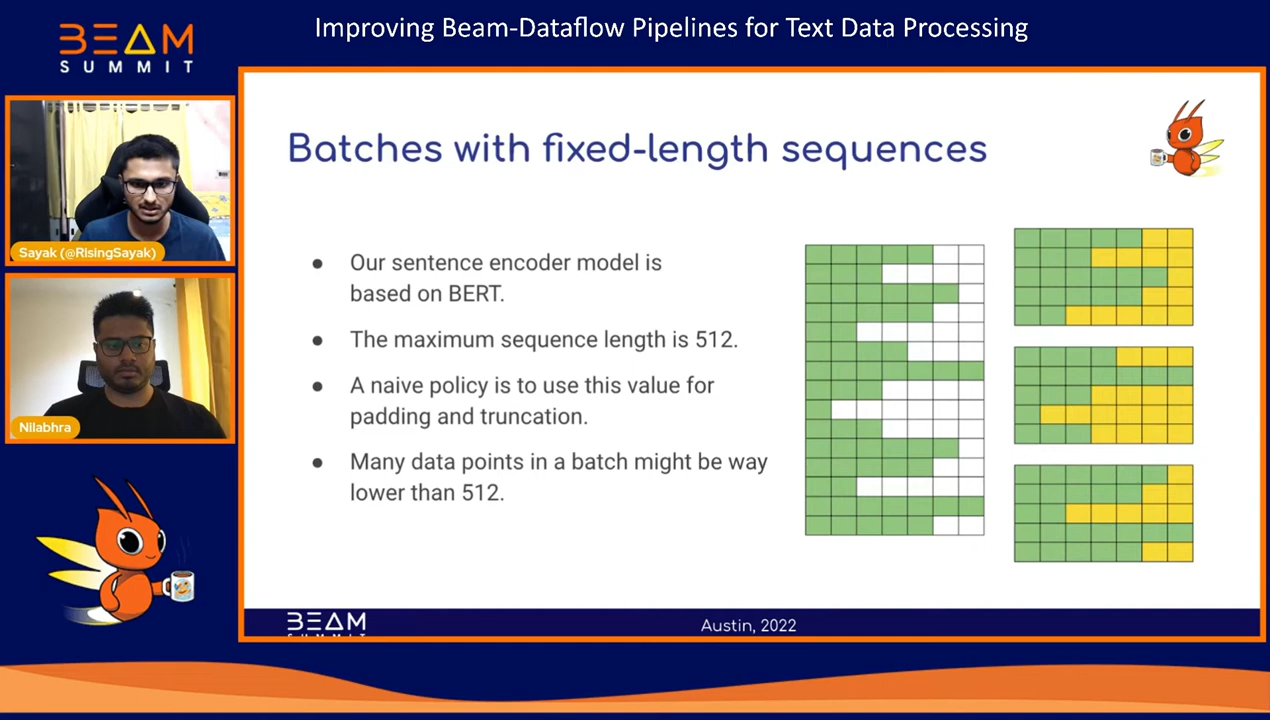 Improving Beam-Dataflow Pipelines for Text Data Processing
BEAM
SUMMIT
Batches with fixed-length sequences
Sayak (@RisingSayak)
Nilabhra
● Our sentence encoder model is
based on BERT.
● The maximum sequence length is 512.
● A naive policy is to use this value for
padding and truncation.
● Many data points in a batch might be way
lower than 512.
BEAM
SUMMIT
Austin, 2022